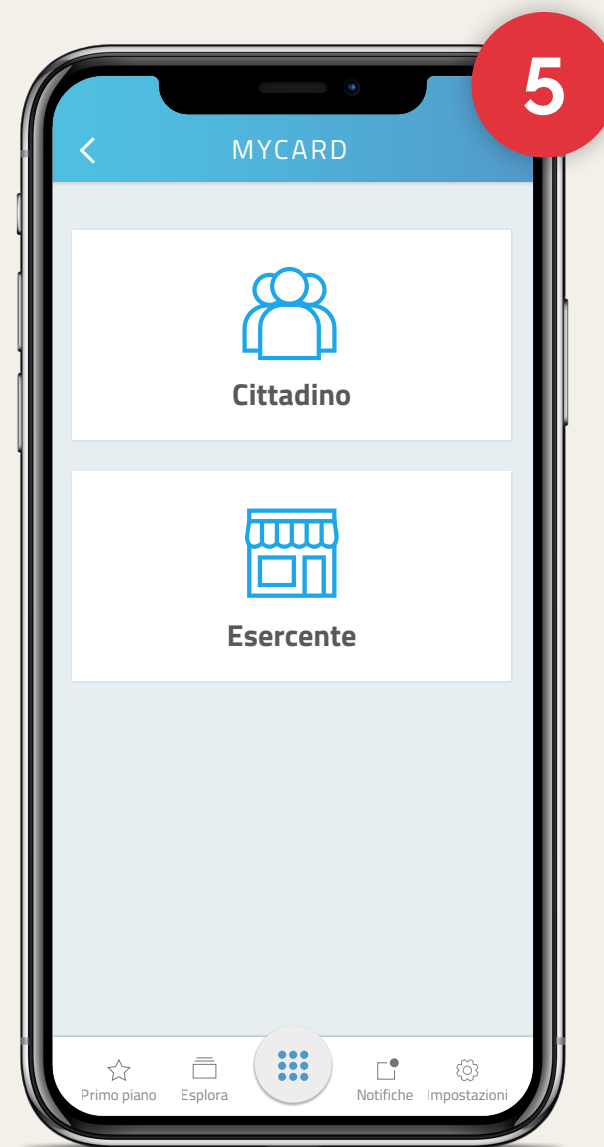 5
MYCARD
Cittadino
Esercente
Primo piano Esplora Notifiche Impostazioni